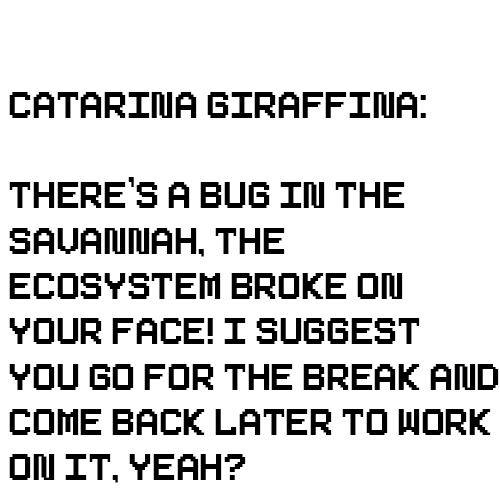 CATARINA GIRAFFINA:
THERE'S A BUG IN THE
SAVANNAH, THE
ECOSYSTEM BROKE ON
YOUR FACE! I SUGGEST
YOU GO FOR THE BREAK AND
COME BACK LATER TO WORK
ON IT, YEAH?